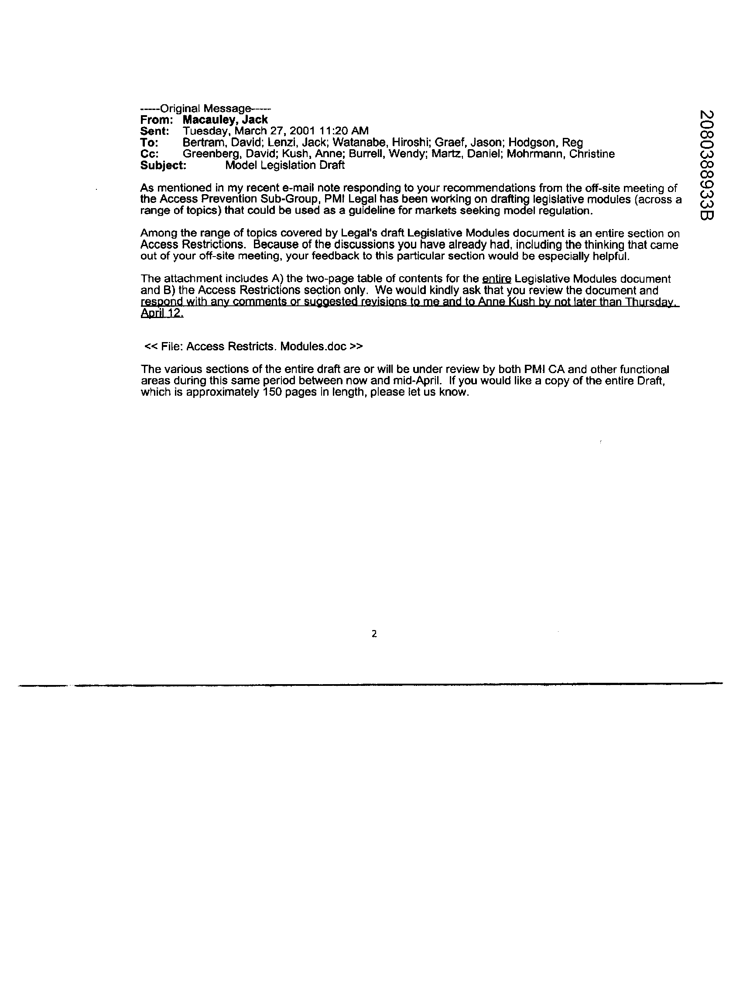 -----Original Message-----
From: Macauley, Jack
Sent: Tuesday, March 27, 2001 11:20 AM
To: Bertram, David; Lenzi, Jack; Watanabe, Hiroshi; Graef, Jason; Hodgson, Reg
Cc: Greenberg, David; Kush, Anne; Burrell, Wendy; Martz, Daniel; Mohrmann, Christine
Subject: Model Legislation Draft
As mentioned in my recent e-mail note responding to your recommendations from the off-site meeting of
the Access Prevention Sub-Group, PMI Legal has been working on drafting legislative modules (across a
range of topics) that could be used as a guideline for markets seeking model regulation.
Among the range of topics covered by Legal's draft Legislative Modules document is an entire section on
Access Restrictions. Because of the discussions you have already had, including the thinking that came
out of your off-site meeting, your feedback to this particular section would be especially helpful.
The attachment includes A) the two-page table of contents for the entire Legislative Modules document
and B) the Access Restrictions section only. We would kindly ask that you review the document and
respond with any comments or suggested revisions to me and to Anne Kush by not later than Thursday,
April 12.
<< File: Access Restricts. Modules.doc >>
The various sections of the entire draft are or will be under review by both PMI CA and other functional
areas during this same period between now and mid-April. If you would like a copy of the entire Draft,
which is approximately 150 pages in length, please let us know.
2
2080388933B